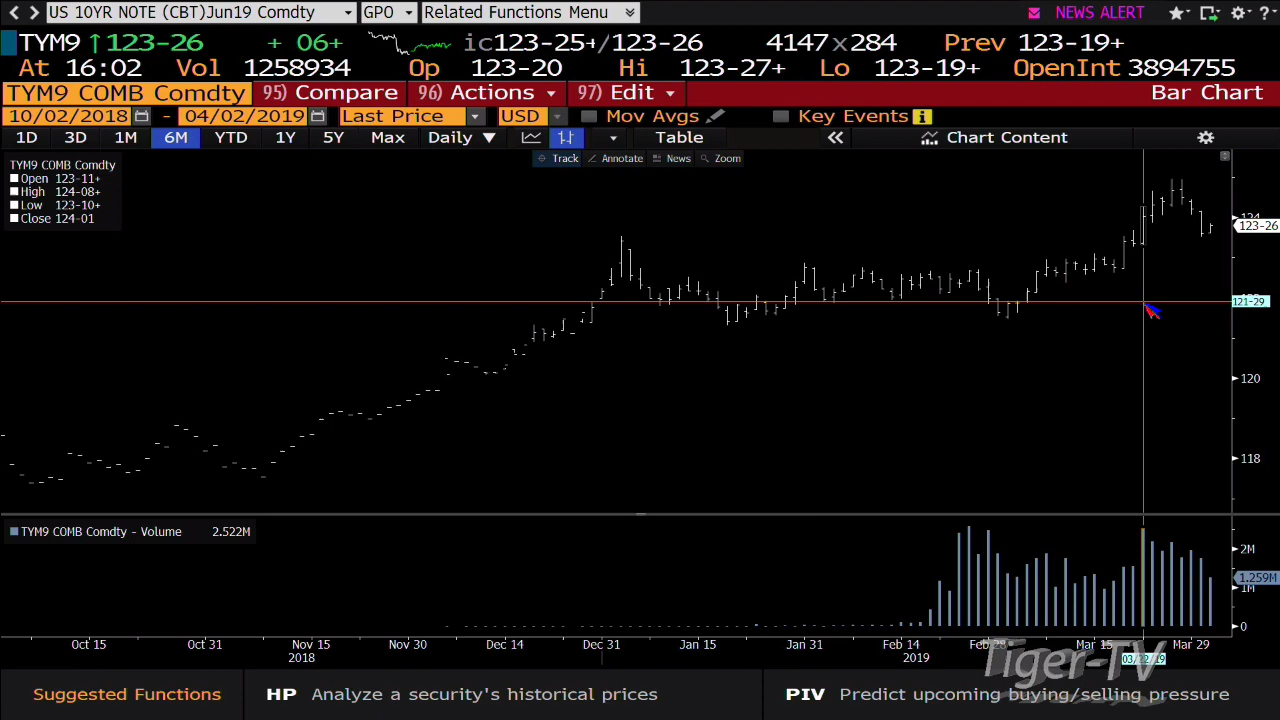 US 10YR NOTE (CBT)Jun19 Comdty GPO Related Functions Menu NEWS ALERT ?
TYM9 ↑123-26 + 06+ ic123-25+/123-26 4147x284 Prev 123-19+
At 16:02 Vol 1258934 Op 123-20 Hi 123-27+ Lo 123-19+ OpenInt 3894755
TYM9 COMB Comdty 95) Compare 96) Actions 97) Edit Bar Chart
10/02/2018 - 04/02/2019 Last Price USD Mov Avgs Key Events i
1D 3D 1M 6M YTD 1Y 5Y Max Daily ▼ Table « Chart Content
Track Annotate News Zoom
TYM9 COMB Comdty
Open 123-11+
High 124-08+
Low 123-10+
Close 124-01
124
123-26
121-29
120
118
TYM9 COMB Comdty - Volume 2.522M
2M
1.259M
1M
0
Oct 15 Oct 31 Nov 15 Nov 30 Dec 14 Dec 31 Jan 15 Jan 31 Feb 14 Feb 28 Mar 15 Mar 29
2018 2019 03/22/19
Tiger-TV
Suggested Functions HP Analyze a security's historical prices PIV Predict upcoming buying/selling pressure